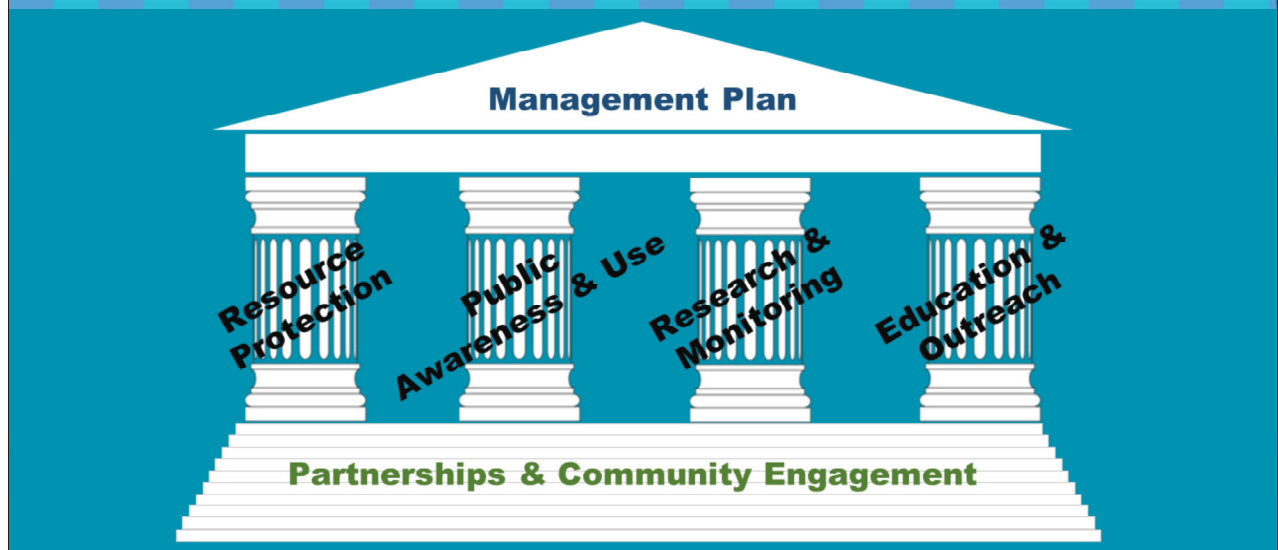 Management Plan
Resource
Protection
Public
Awareness & Use
Research &
Monitoring
Education &
Outreach
Partnerships & Community Engagement